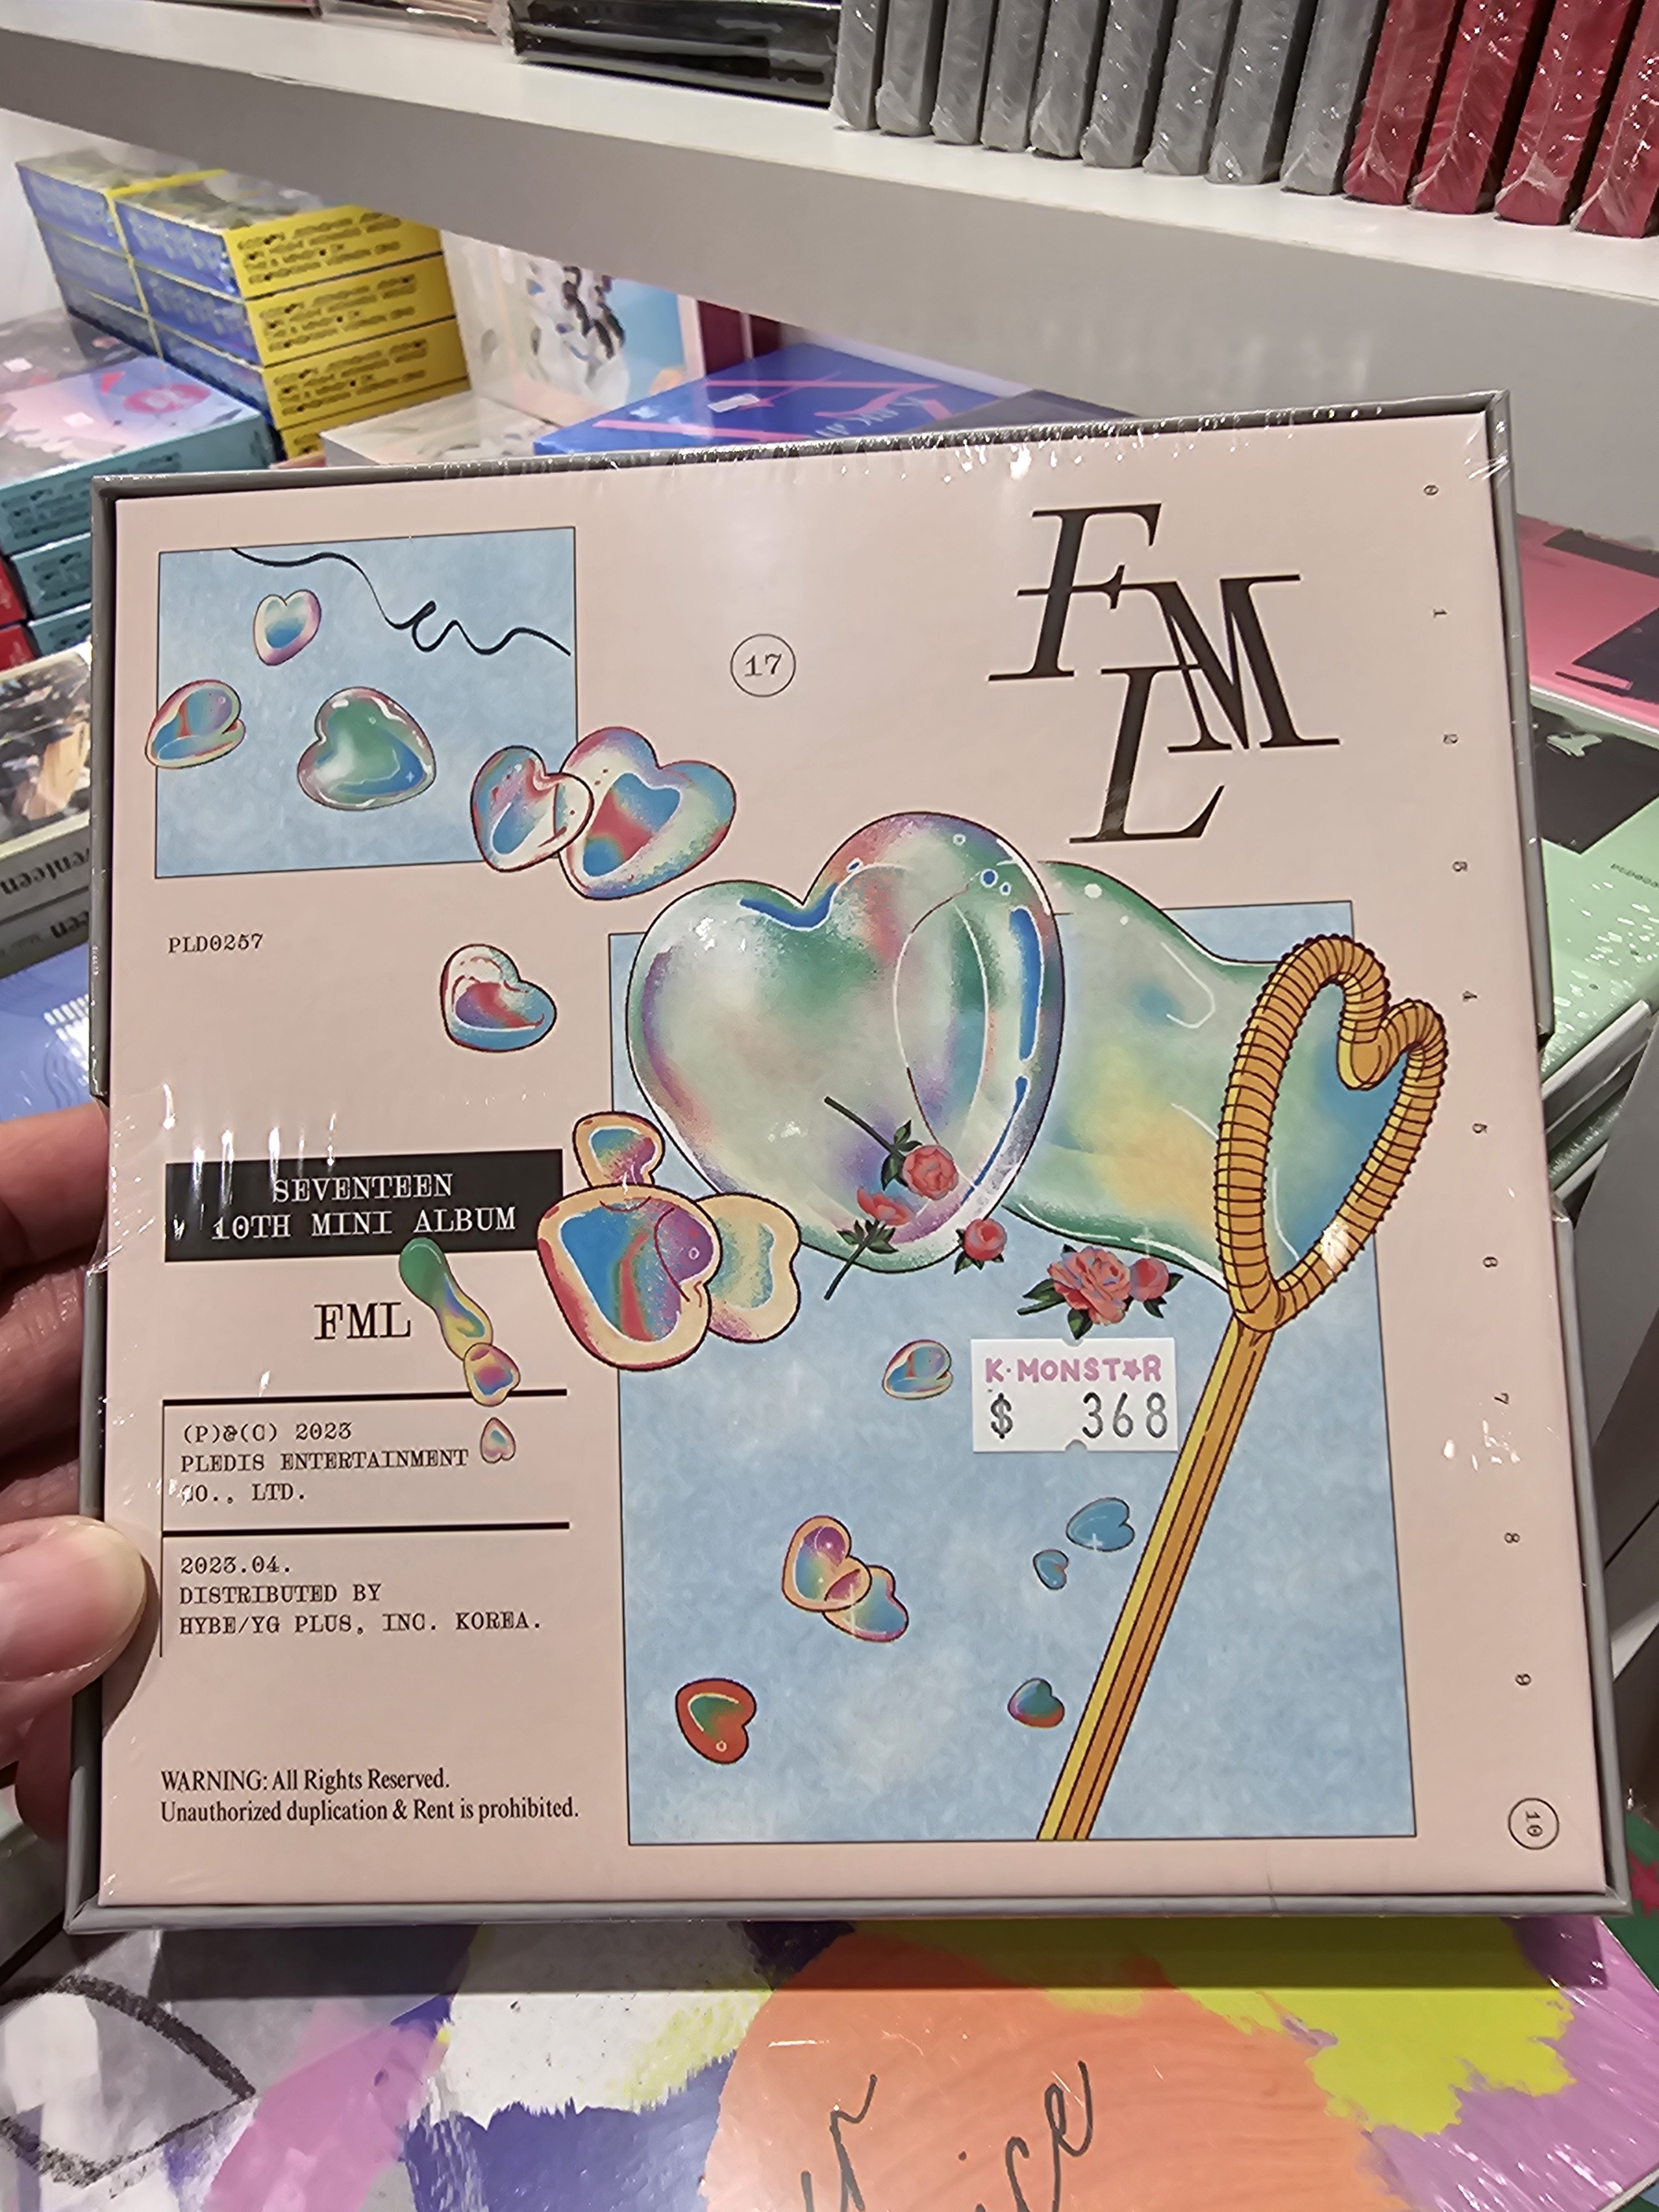 FML
17
PLD0257
SEVENTEEN
10TH MINI ALBUM
FML
(P)&(C) 2023
PLEDIS ENTERTAINMENT
CO., LTD.
2023.04.
DISTRIBUTED BY
HYBE/YG PLUS, INC. KOREA.
WARNING: All Rights Reserved.
Unauthorized duplication & Rent is prohibited.
K·MONST★R
$ 368
0
1
2
3
4
5
6
7
8
9
10